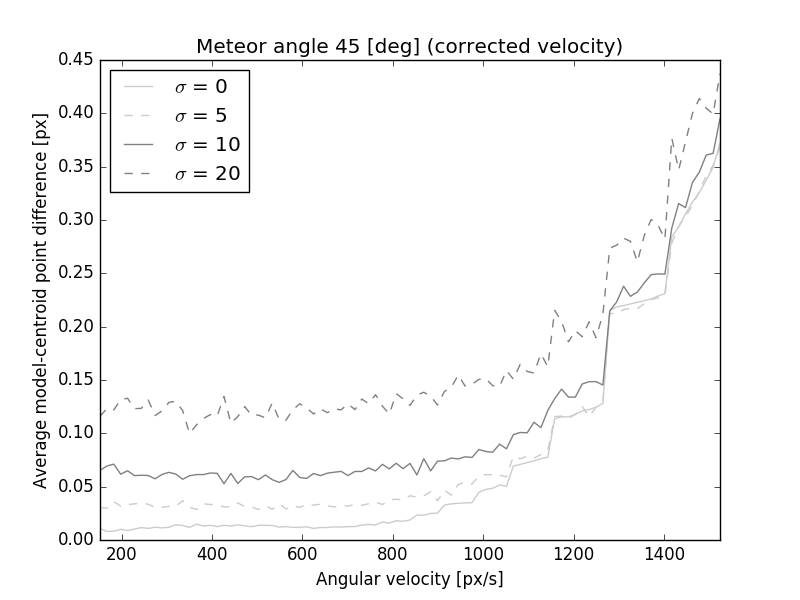 Meteor angle 45 [deg] (corrected velocity)
σ = 0
σ = 5
σ = 10
σ = 20
0.45
0.40
0.35
0.30
0.25
0.20
0.15
0.10
0.05
0.00
Average model-centroid point difference [px]
200 400 600 800 1000 1200 1400
Angular velocity [px/s]